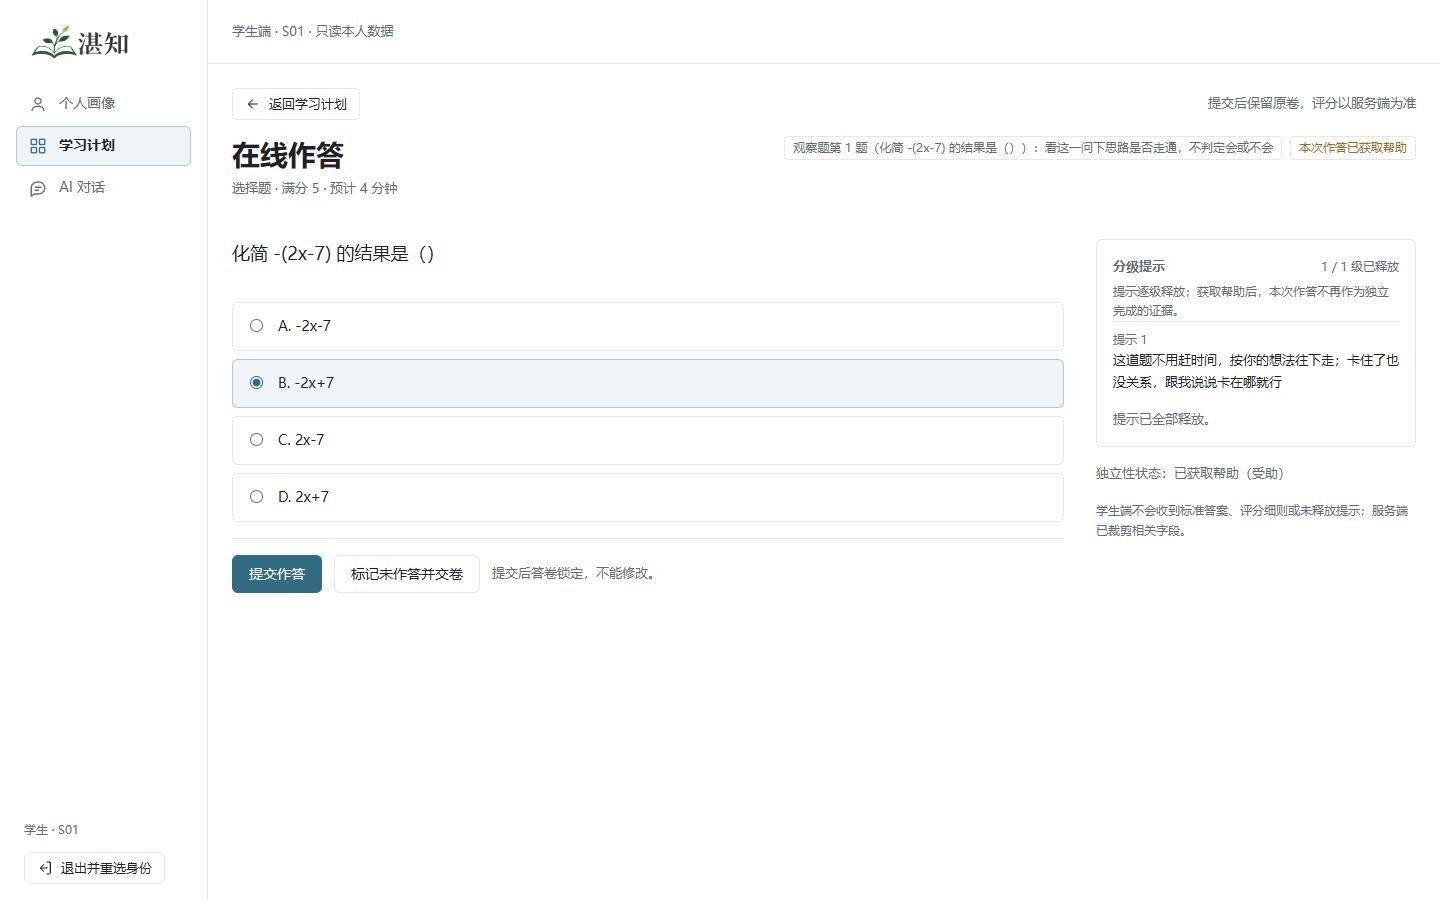 湛知
个人画像
学习计划
AI 对话
学生 · S01
退出并重选身份
学生端 · S01 · 只读本人数据
返回学习计划
提交后保留原卷，评分以服务端为准
在线作答
观察题第 1 题（化简 -(2x-7) 的结果是（））：看这一问下思路是否走通，不判定会或不会
本次作答已获取帮助
选择题 · 满分 5 · 预计 4 分钟
化简 -(2x-7) 的结果是（）
A. -2x-7
B. -2x+7
C. 2x-7
D. 2x+7
提交作答
标记未作答并交卷
提交后答卷锁定，不能修改。
分级提示
1 / 1 级已释放
提示逐级释放；获取帮助后，本次作答不再作为独立
完成的证据。
提示 1
这道题不用赶时间，按你的想法往下走；卡住了也
没关系，跟我说说卡在哪就行
提示已全部释放。
独立性状态：已获取帮助（受助）
学生端不会收到标准答案、评分细则或未释放提示；服务端
已裁剪相关字段。